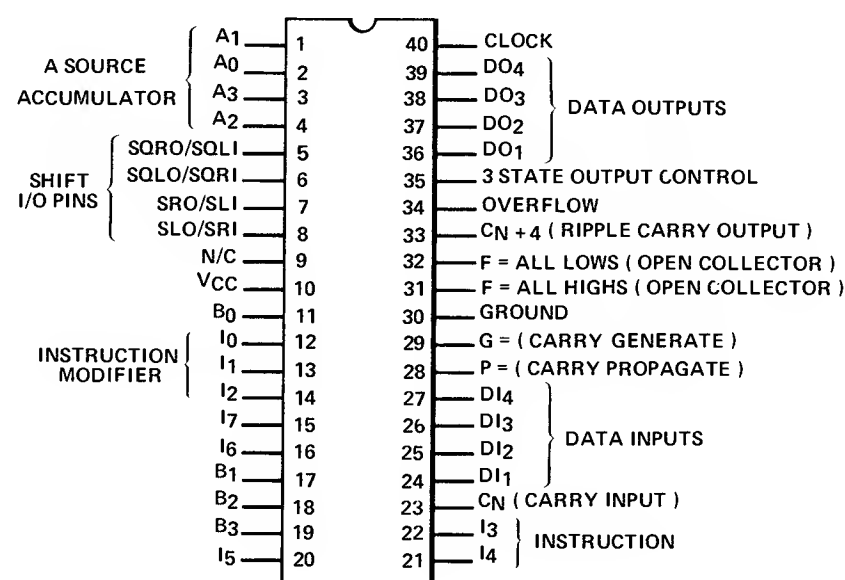 A1 1 40 CLOCK
A SOURCE ACCUMULATOR
A0 2 39 DO4
A3 3 38 DO3
DATA OUTPUTS
A2 4 37 DO2
SQRO/SQLI 5 36 DO1
SHIFT I/O PINS
SQLO/SQRI 6 35 3 STATE OUTPUT CONTROL
SRO/SLI 7 34 OVERFLOW
SLO/SRI 8 33 CN +4 ( RIPPLE CARRY OUTPUT )
N/C 9 32 F = ALL LOWS ( OPEN COLLECTOR )
VCC 10 31 F = ALL HIGHS ( OPEN COLLECTOR )
B0 11 30 GROUND
I0 12 29 G = ( CARRY GENERATE )
INSTRUCTION MODIFIER
I1 13 28 P = ( CARRY PROPAGATE )
I2 14 27 DI4
I7 15 26 DI3
DATA INPUTS
I6 16 25 DI2
B1 17 24 DI1
B2 18 23 CN ( CARRY INPUT )
B3 19 22 I3
INSTRUCTION
I5 20 21 I4